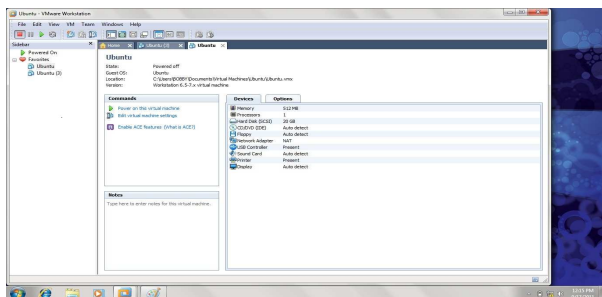 Ubuntu - VMware Workstation
File Edit View VM Team Windows Help
Sidebar ×
Powered On
Favorites
Ubuntu
Ubuntu (3)
Home × Ubuntu (3) × Ubuntu ×
Ubuntu
State: Powered off
Guest OS: Ubuntu
Location: C:\Users\BOBBY\Documents\Virtual Machines\Ubuntu\Ubuntu.vmx
Version: Workstation 6.5-7.x virtual machine
Commands
Power on this virtual machine
Edit virtual machine settings
Enable ACE features (What is ACE?)
Notes
Type here to enter notes for this virtual machine.
Devices Options
Memory 512 MB
Processors 1
Hard Disk (SCSI) 20 GB
CD/DVD (IDE) Auto detect
Floppy Auto detect
Network Adapter NAT
USB Controller Present
Sound Card Auto detect
Printer Present
Display Auto detect
12:13 PM